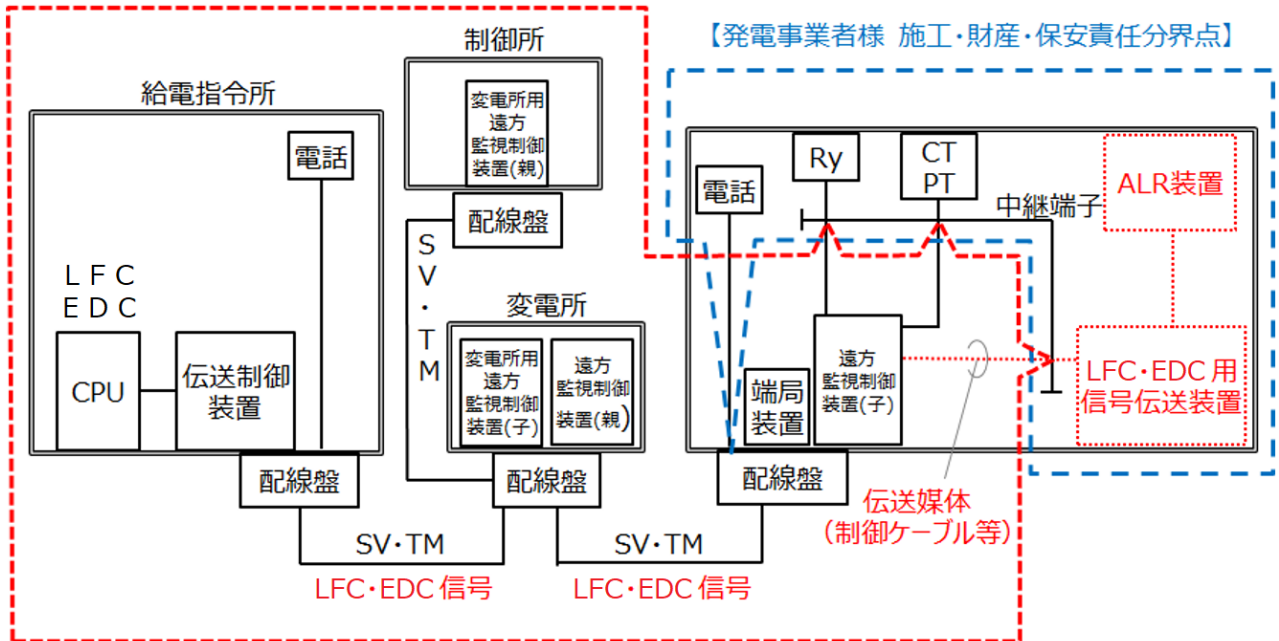 【発電事業者様 施工・財産・保安責任分界点】
制御所
変電所用
遠方
監視制御
装置(親)
配線盤
給電指令所
電話
LFC
EDC
CPU
伝送制御
装置
配線盤
SV・TM
変電所
変電所用
遠方
監視制御
装置(子)
遠方
監視制御
装置(親)
配線盤
SV・TM
LFC・EDC信号
SV・TM
LFC・EDC信号
電話
Ry
CT
PT
中継端子
ALR装置
端局
装置
遠方
監視制御
装置(子)
LFC・EDC用
信号伝送装置
配線盤
伝送媒体
(制御ケーブル等)